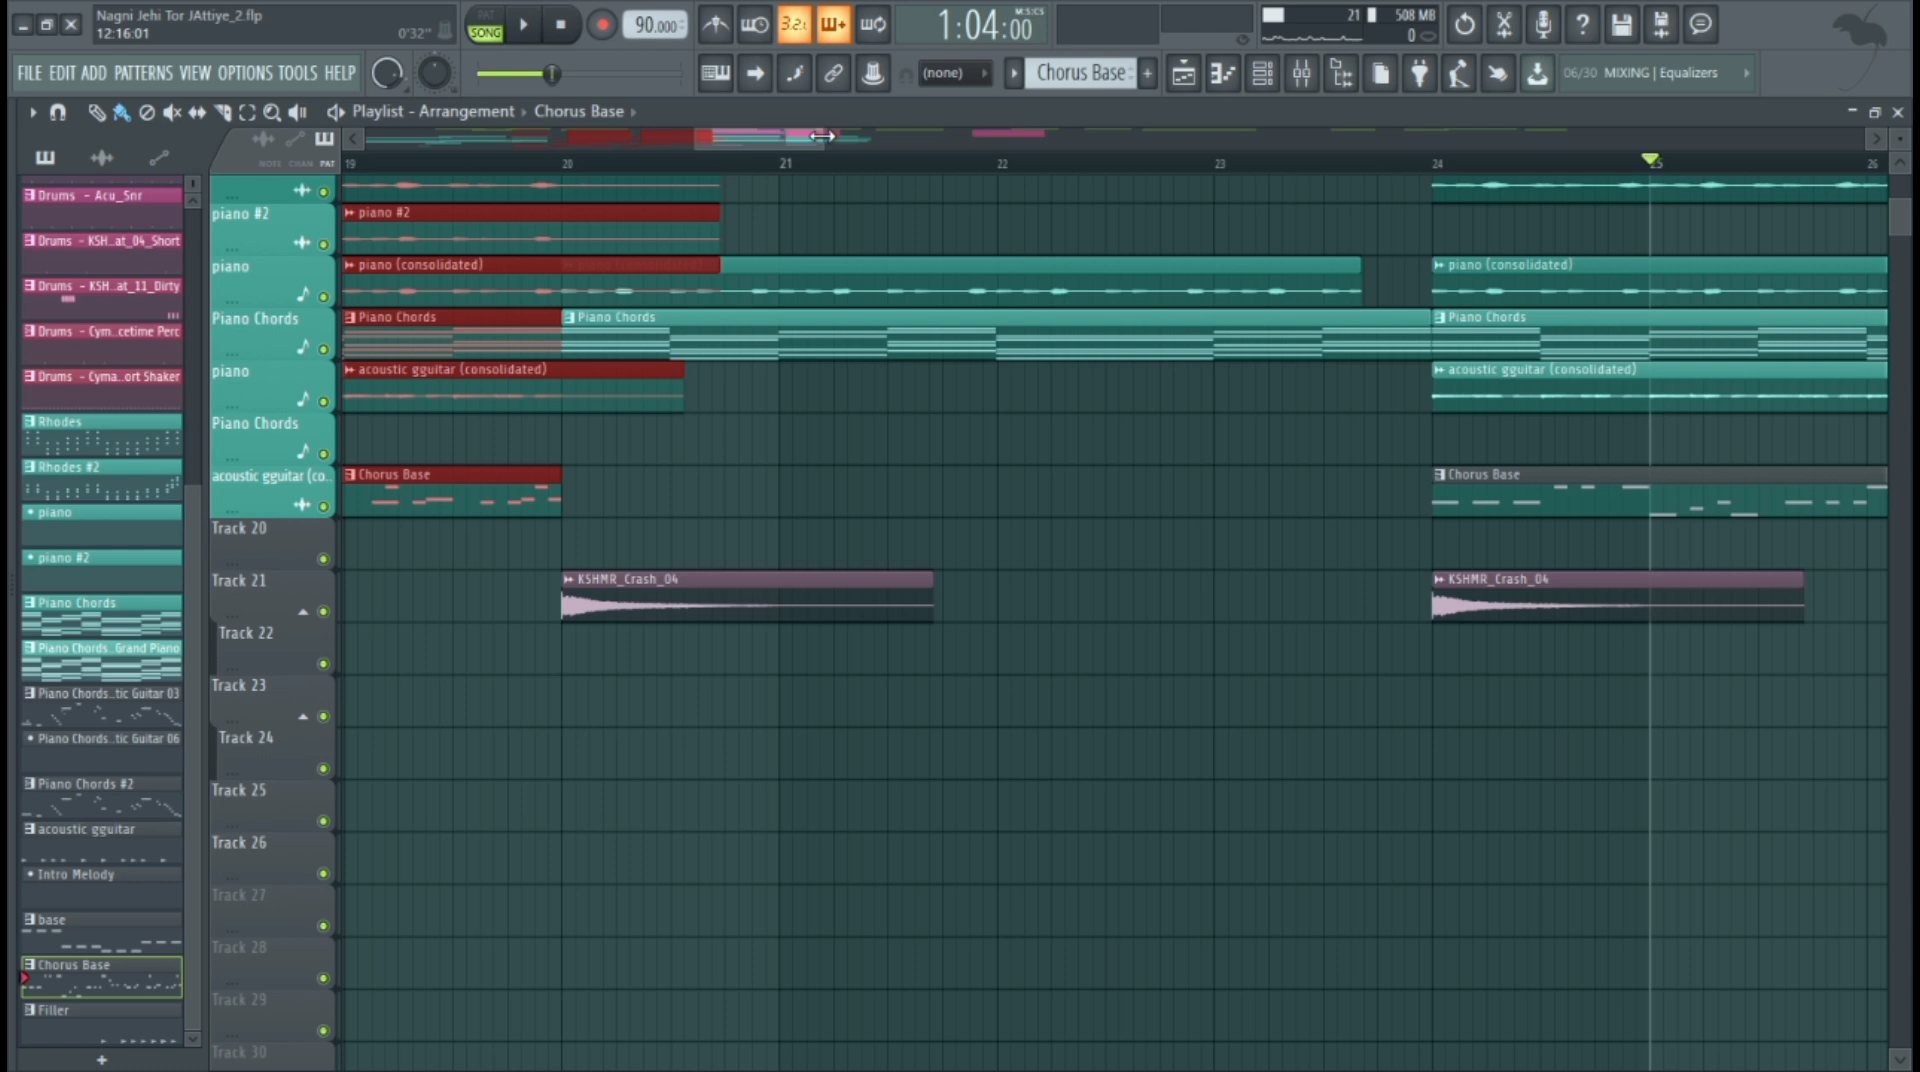 Nagni Jehi Tor JAttiye_2.flp
12:16:01
0'32"
PAT
SONG
90.000
3.2.
1:04:00
M:S:CS
21
508 MB
0
FILE EDIT ADD PATTERNS VIEW OPTIONS TOOLS HELP
(none)
Chorus Base
+
06/30 MIXING | Equalizers
Playlist - Arrangement › Chorus Base ›
NOTE CHAN PAT
19 20 21 22 23 24 25 26
Drums - Acu_Snr
Drums - KSH..at_04_Short
Drums - KSH..at_11_Dirty
Drums - Cym..cetime Perc
Drums - Cyma..ort Shaker
Rhodes
Rhodes #2
piano
piano #2
Piano Chords
Piano Chords..Grand Piano
Piano Chords..tic Guitar 03
Piano Chords..tic Guitar 06
Piano Chords #2
acoustic gguitar
Intro Melody
base
Chorus Base
Filler
+
piano #2
piano
Piano Chords
piano
Piano Chords
acoustic gguitar (co..
Track 20
Track 21
Track 22
Track 23
Track 24
Track 25
Track 26
Track 27
Track 28
Track 29
Track 30
piano #2
piano (consolidated)
piano (consolidated)
Piano Chords
Piano Chords
Piano Chords
acoustic gguitar (consolidated)
acoustic gguitar (consolidated)
Chorus Base
Chorus Base
KSHMR_Crash_04
KSHMR_Crash_04